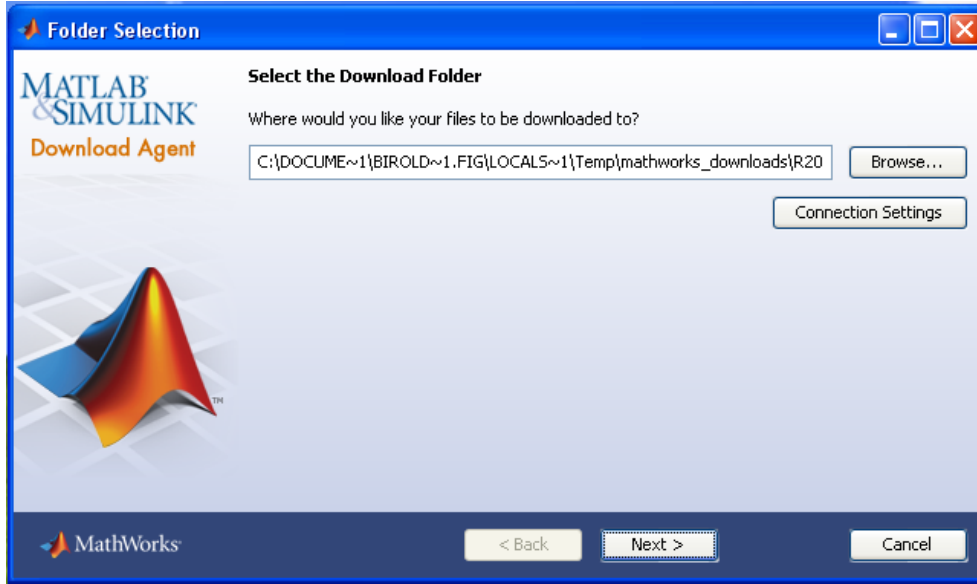 Folder Selection
MATLAB
&SIMULINK
Download Agent
Select the Download Folder
Where would you like your files to be downloaded to?
C:\DOCUME~1\BIROLD~1.FIG\LOCALS~1\Temp\mathworks_downloads\R20
Browse...
Connection Settings
TM
MathWorks
< Back
Next >
Cancel